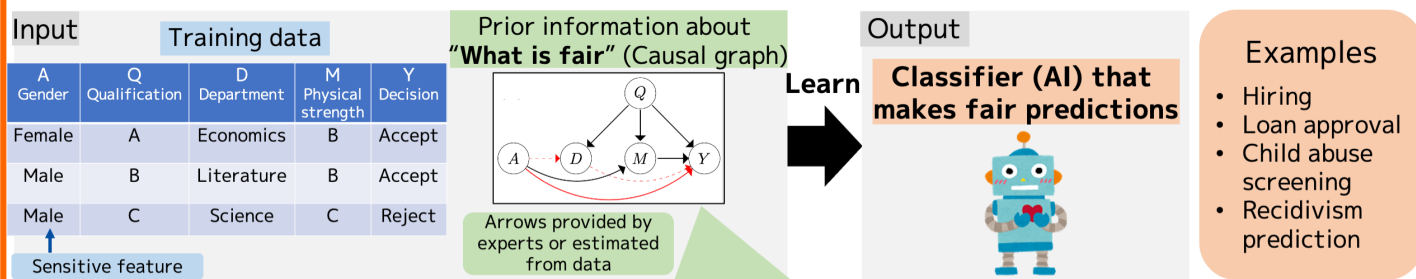 Input
Training data
A Q D M Y
Gender Qualification Department Physical strength Decision
Female A Economics B Accept
Male B Literature B Accept
Male C Science C Reject
Sensitive feature
Prior information about
“What is fair” (Causal graph)
Q
A D M Y
Arrows provided by
experts or estimated
from data
Learn
Output
Classifier (AI) that
makes fair predictions
Examples
• Hiring
• Loan approval
• Child abuse
screening
• Recidivism
prediction